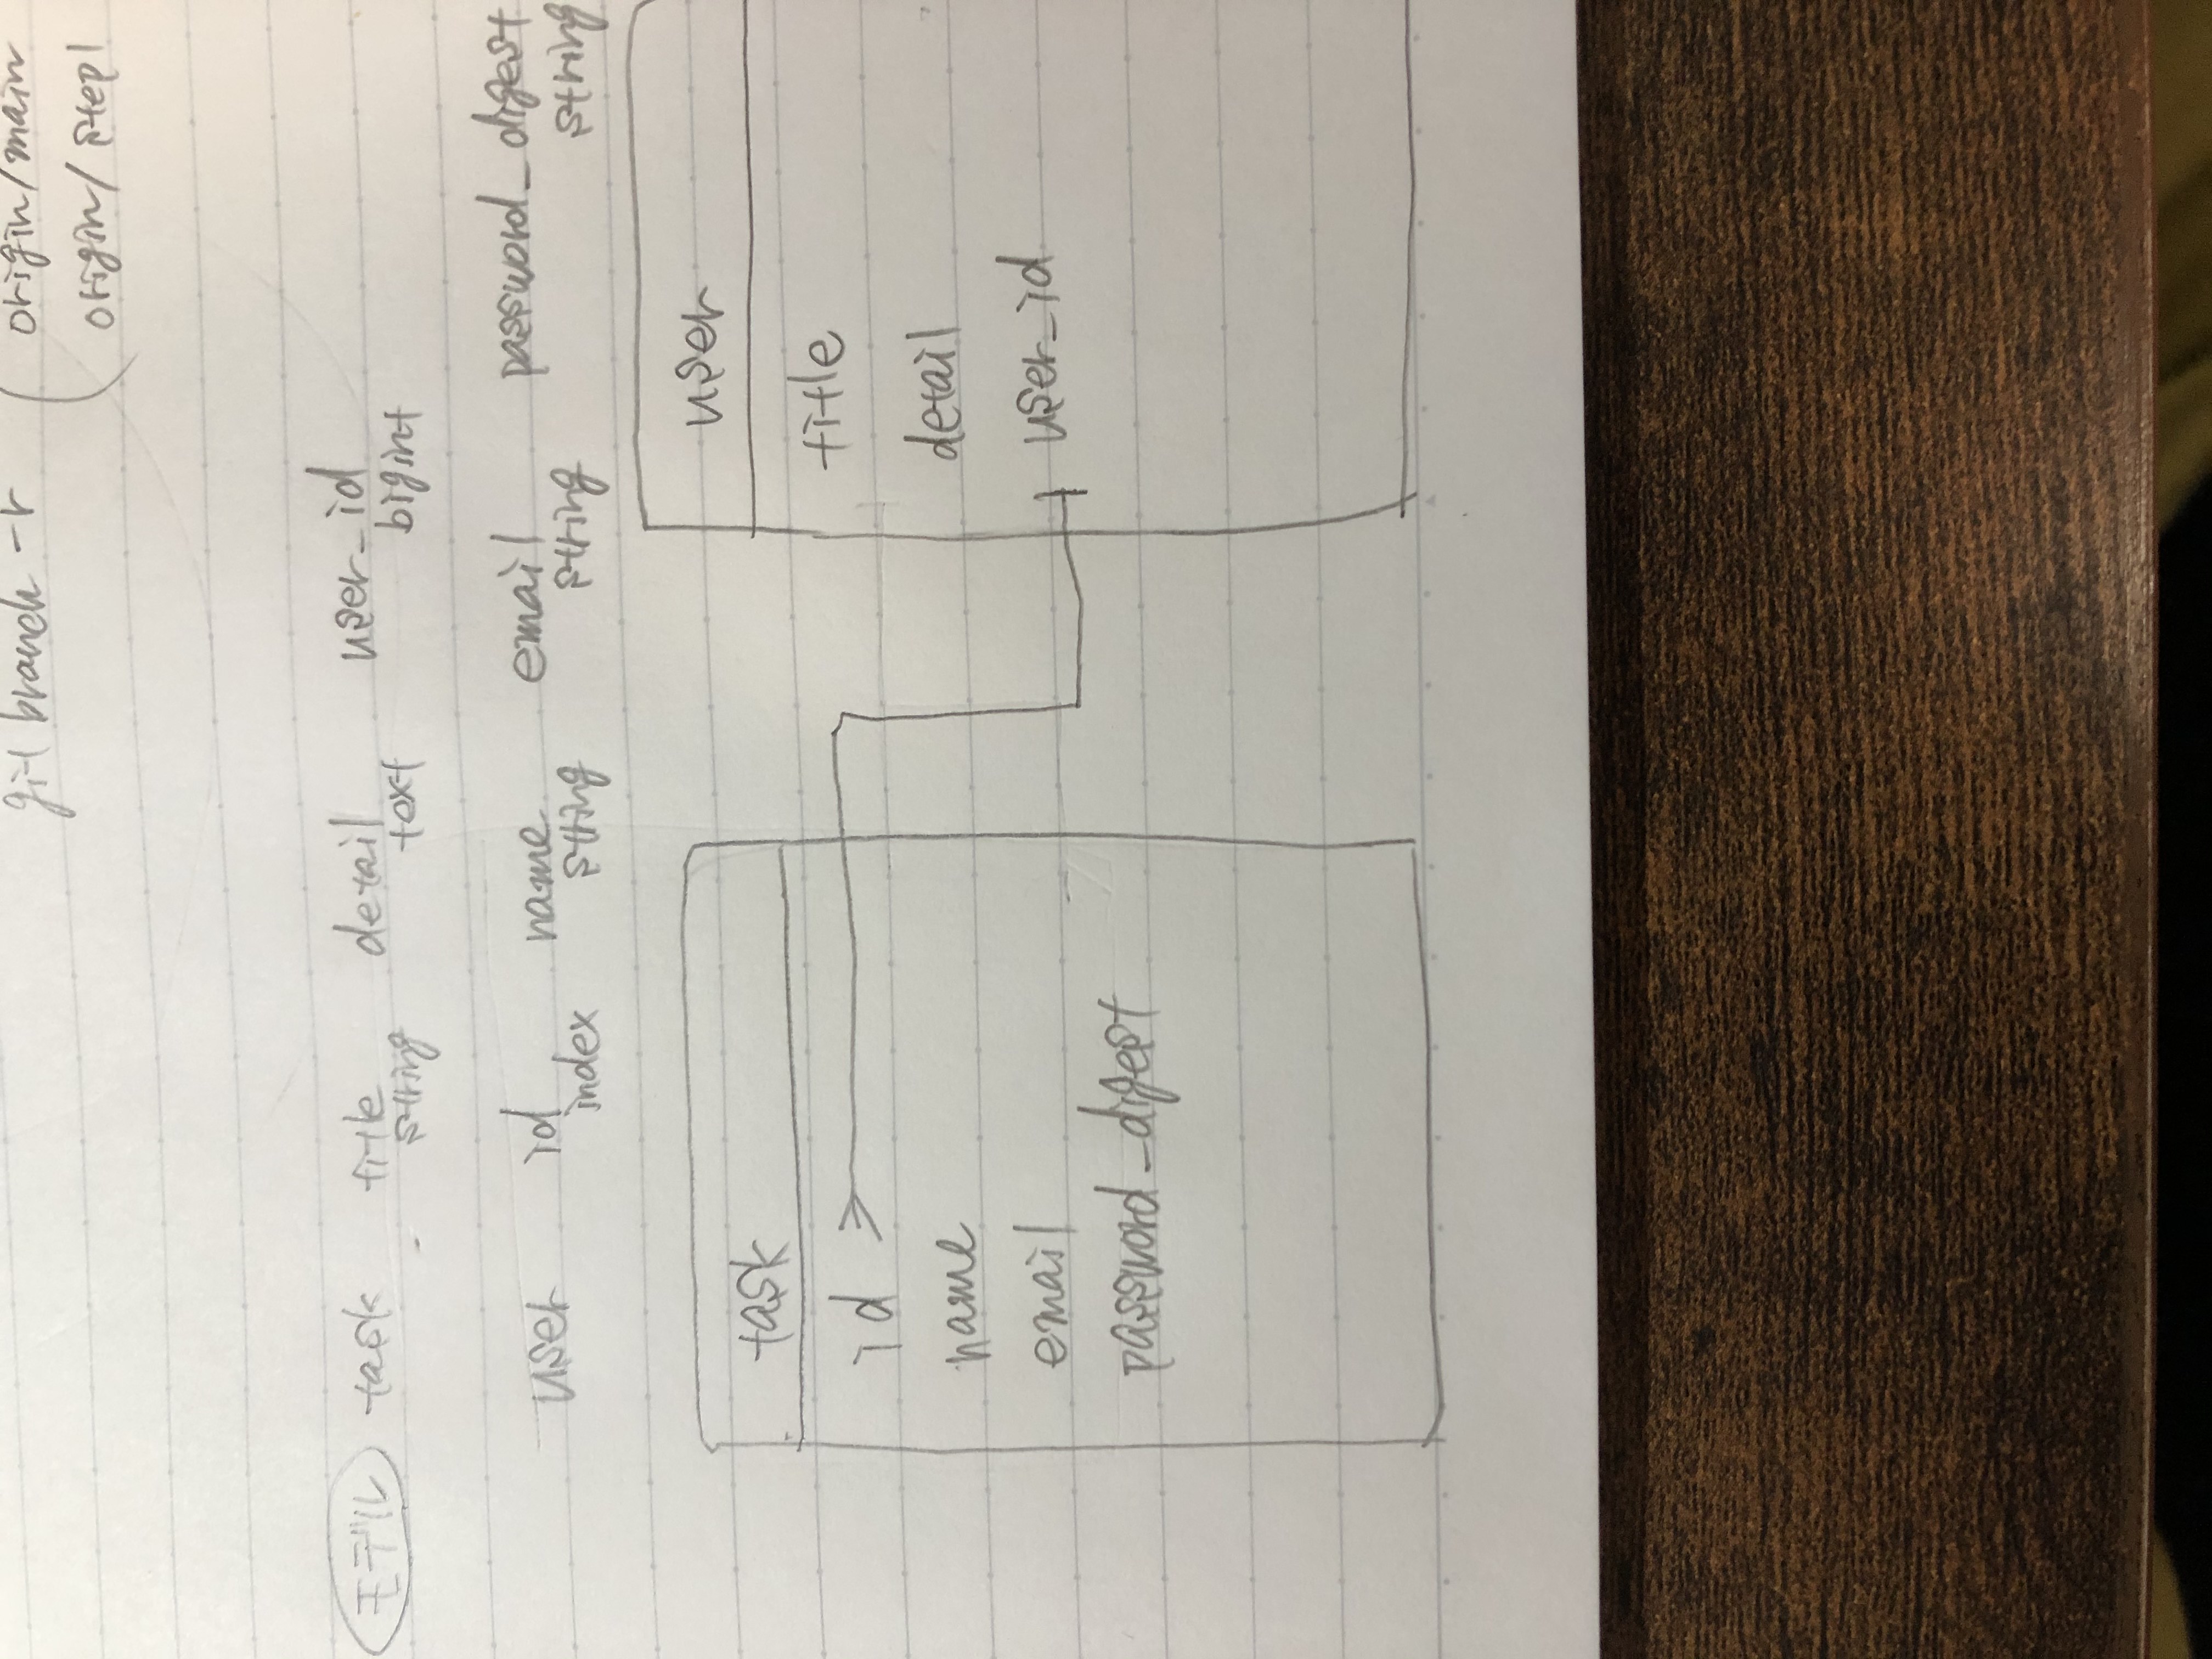 git branch -r
origin/main
origin/step1
モデル task title detail user_id
string text bigint
user id name email password_digest
index string string string
task
id
name
email
password_digest
user
title
detail
user_id